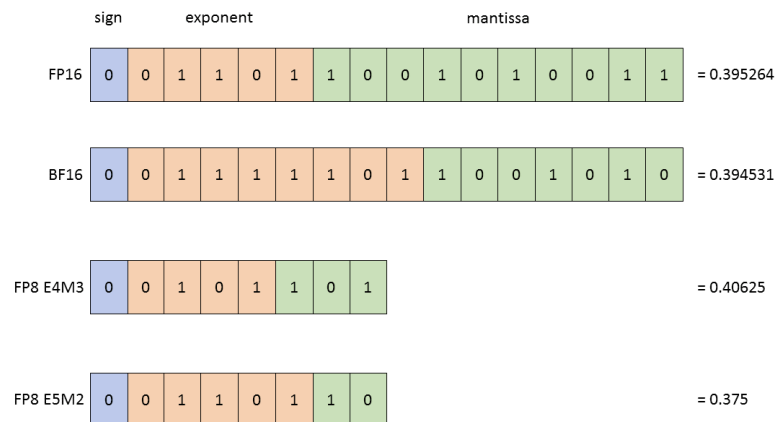 sign exponent mantissa
FP16 0 0 1 1 0 1 1 0 0 1 0 1 0 0 1 1 = 0.395264
BF16 0 0 1 1 1 1 1 0 1 1 0 0 1 0 1 0 = 0.394531
FP8 E4M3 0 0 1 0 1 1 0 1 = 0.40625
FP8 E5M2 0 0 1 1 0 1 1 0 = 0.375